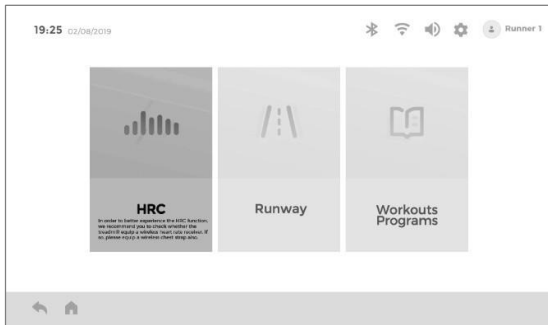 19:25 02/08/2019
Runner 1
HRC
In order to better experience the HRC function,
we recommend you to check whether the
treadmill equip a wireless heart rate receiver. If
so, please equip a wireless chest strap also.
Runway
Workouts
Programs